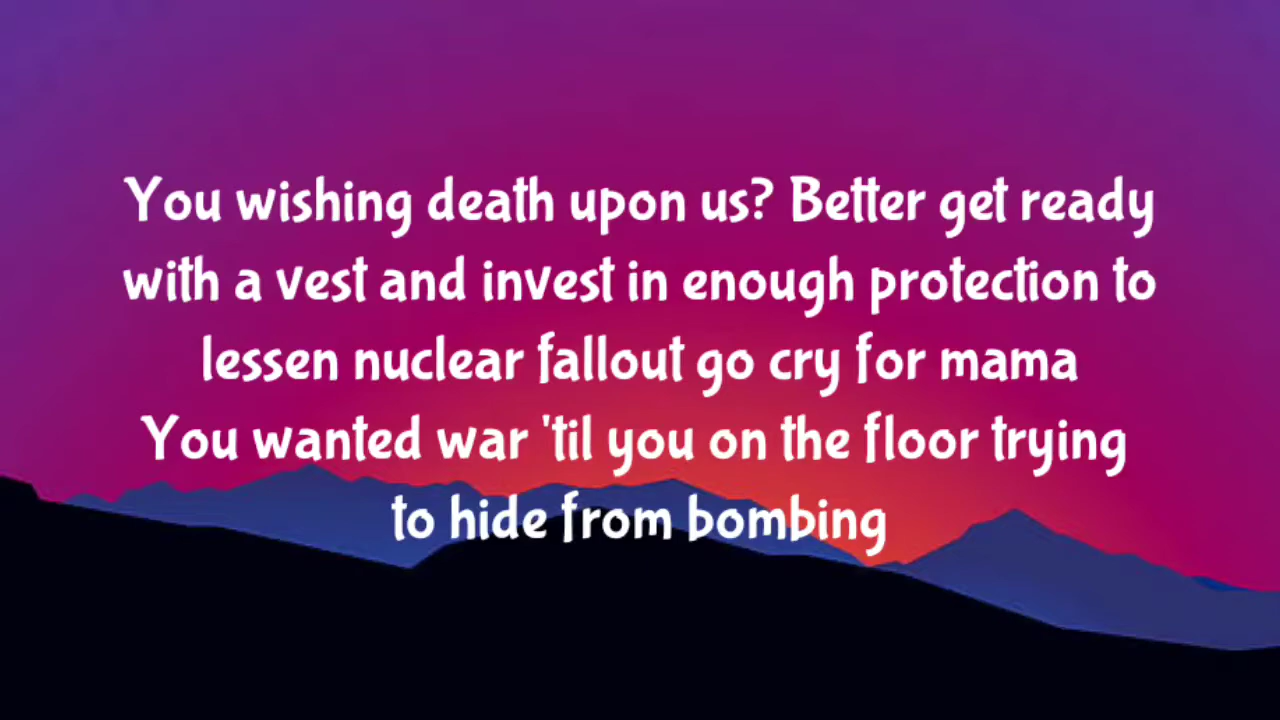 You wishing death upon us? Better get ready
with a vest and invest in enough protection to
lessen nuclear fallout go cry for mama
You wanted war 'til you on the floor trying
to hide from bombing